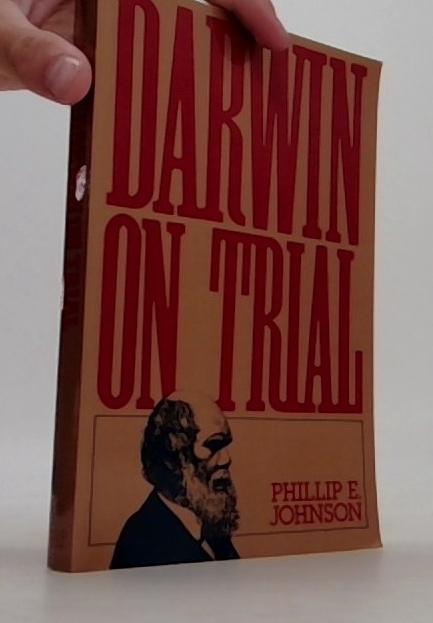 DARWIN
ON TRIAL
PHILLIP E.
JOHNSON